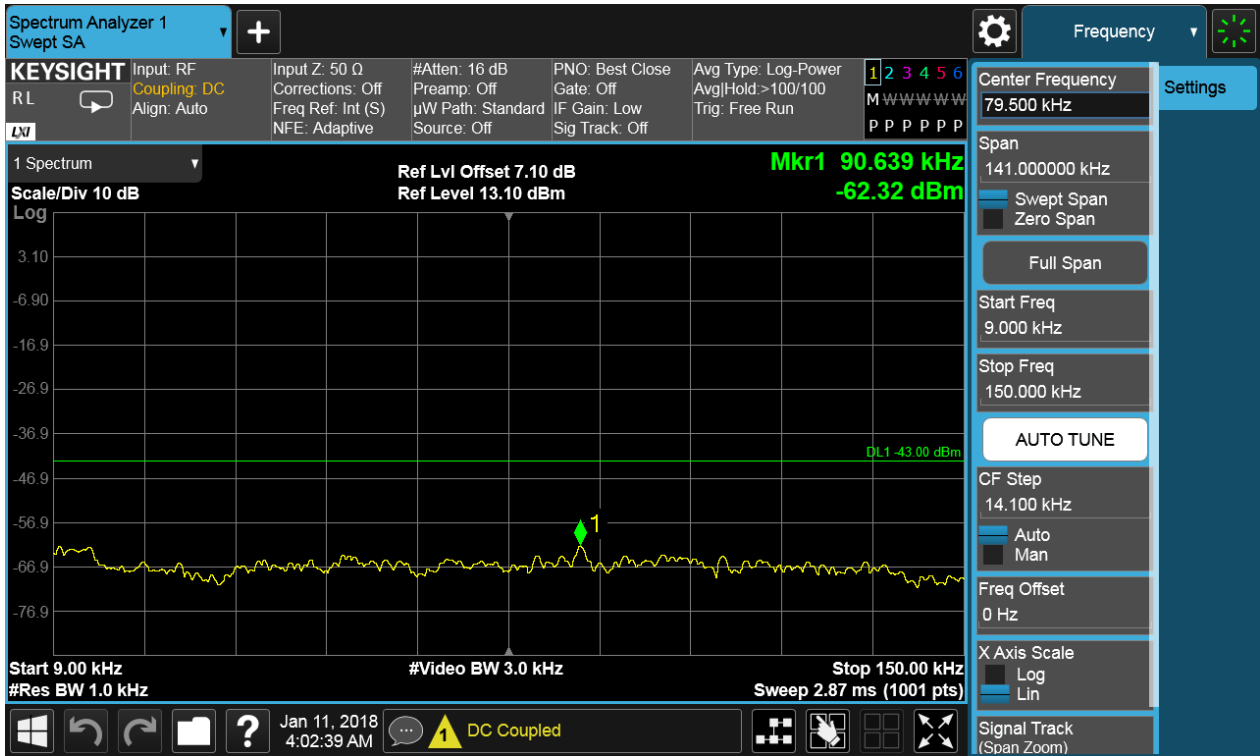 Spectrum Analyzer 1
Swept SA
+
Frequency
KEYSIGHT
R L
LXI
Input: RF
Coupling: DC
Align: Auto
Input Z: 50 Ω
Corrections: Off
Freq Ref: Int (S)
NFE: Adaptive
#Atten: 16 dB
Preamp: Off
µW Path: Standard
Source: Off
PNO: Best Close
Gate: Off
IF Gain: Low
Sig Track: Off
Avg Type: Log-Power
Avg|Hold:>100/100
Trig: Free Run
1 2 3 4 5 6
M W W W W W
P P P P P P
1 Spectrum
Scale/Div 10 dB
Log
Ref Lvl Offset 7.10 dB
Ref Level 13.10 dBm
Mkr1 90.639 kHz
-62.32 dBm
3.10
-6.90
-16.9
-26.9
-36.9
DL1 -43.00 dBm
-46.9
-56.9
1
-66.9
-76.9
Start 9.00 kHz
#Video BW 3.0 kHz
Stop 150.00 kHz
#Res BW 1.0 kHz
Sweep 2.87 ms (1001 pts)
Center Frequency
79.500 kHz
Settings
Span
141.000000 kHz
Swept Span
Zero Span
Full Span
Start Freq
9.000 kHz
Stop Freq
150.000 kHz
AUTO TUNE
CF Step
14.100 kHz
Auto
Man
Freq Offset
0 Hz
X Axis Scale
Log
Lin
Signal Track
(Span Zoom)
?
Jan 11, 2018
4:02:39 AM
1
DC Coupled